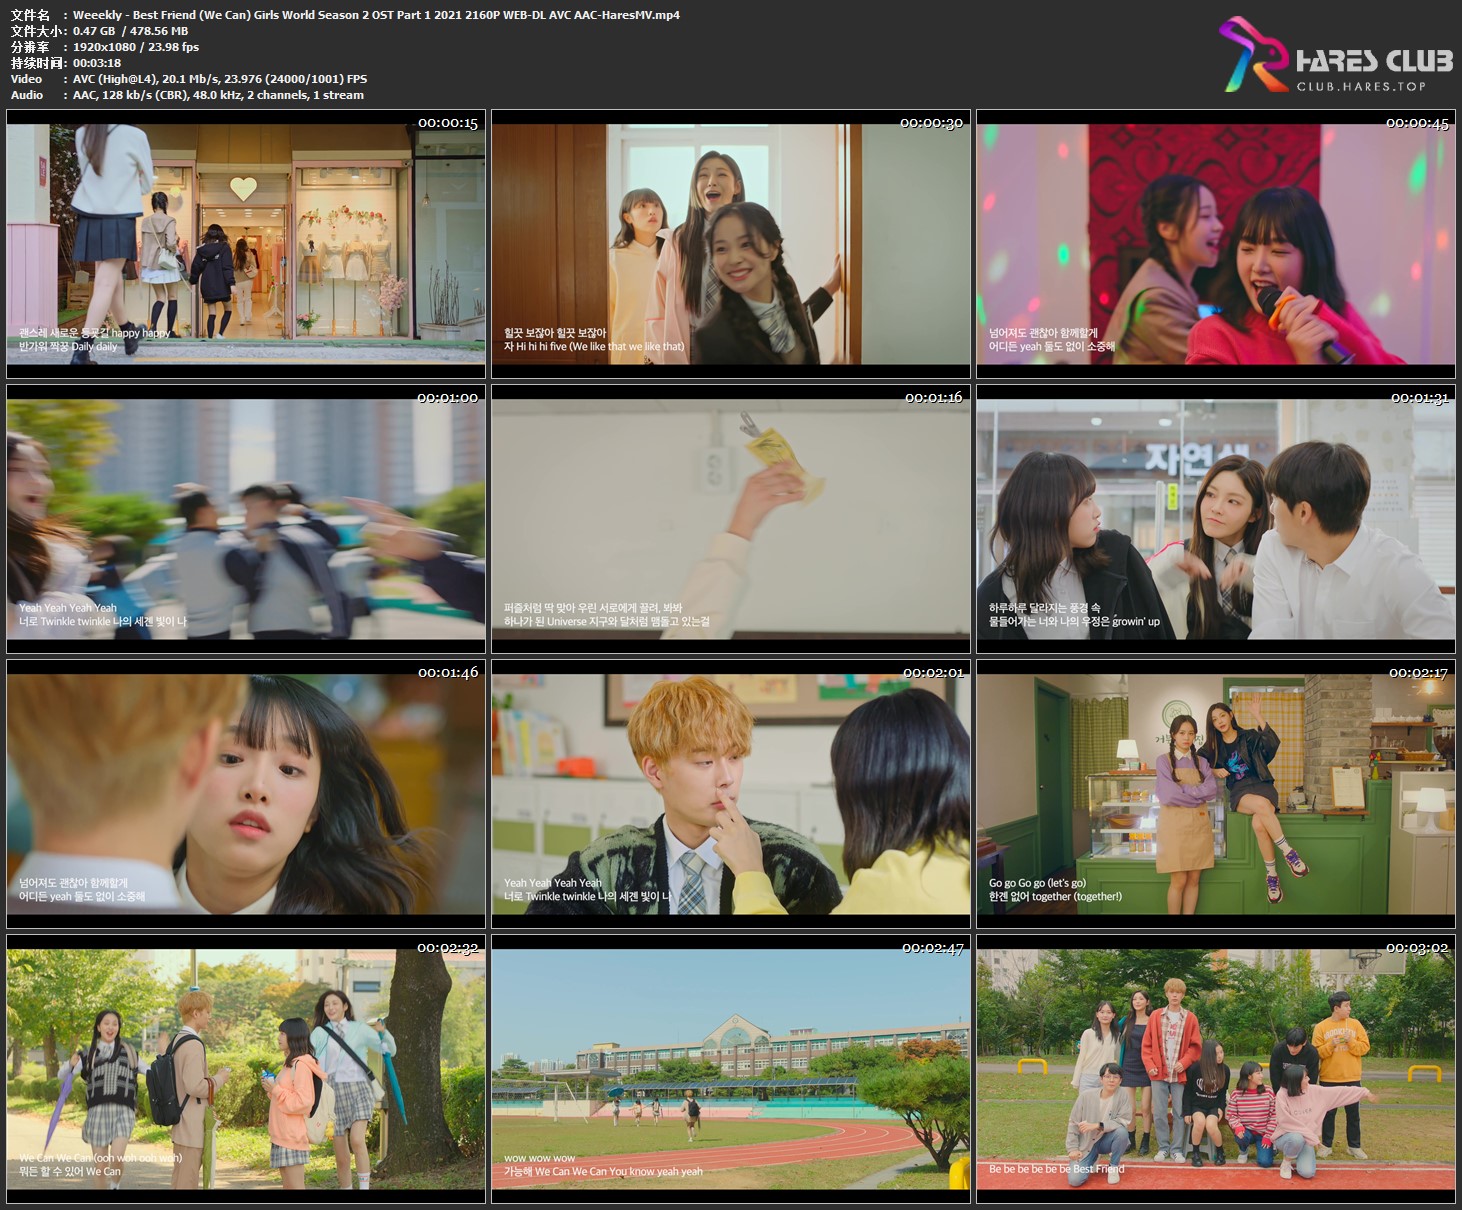 文件名 : Weeekly - Best Friend (We Can) Girls World Season 2 OST Part 1 2021 2160P WEB-DL AVC AAC-HaresMV.mp4
文件大小 : 0.47 GB / 478.56 MB
分辨率 : 1920x1080 / 23.98 fps
持续时间 : 00:03:18
Video : AVC (High@L4), 20.1 Mb/s, 23.976 (24000/1001) FPS
Audio : AAC, 128 kb/s (CBR), 48.0 kHz, 2 channels, 1 stream
HARES CLUB
CLUB.HARES.TOP
00:00:15
괜스레 새로운 등굣길 happy happy
반가워 짝꿍 Daily daily
00:00:30
힐끗 보잖아 힐끗 보잖아
자 Hi hi hi five (We like that we like that)
00:00:45
넘어져도 괜찮아 함께할게
어디든 yeah 둘도 없이 소중해
00:01:00
Yeah Yeah Yeah Yeah
너로 Twinkle twinkle 나의 세겐 빛이 나
00:01:16
퍼즐처럼 딱 맞아 우린 서로에게 끌려, 봐봐
하나가 된 Universe 지구와 달처럼 맴돌고 있는걸
00:01:31
자연색
하루하루 달라지는 풍경 속
물들어가는 너와 나의 우정은 growin' up
00:01:46
넘어져도 괜찮아 함께할게
어디든 yeah 둘도 없이 소중해
00:02:01
Yeah Yeah Yeah Yeah
너로 Twinkle twinkle 나의 세겐 빛이 나
00:02:17
Go go Go go (let's go)
한겐 없어 together (together!)
00:02:32
We Can We Can (ooh woh ooh woh)
뭐든 할 수 있어 We Can
00:02:47
wow wow wow
가능해 We Can We Can You know yeah yeah
00:03:02
Be be be be be be Best Friend